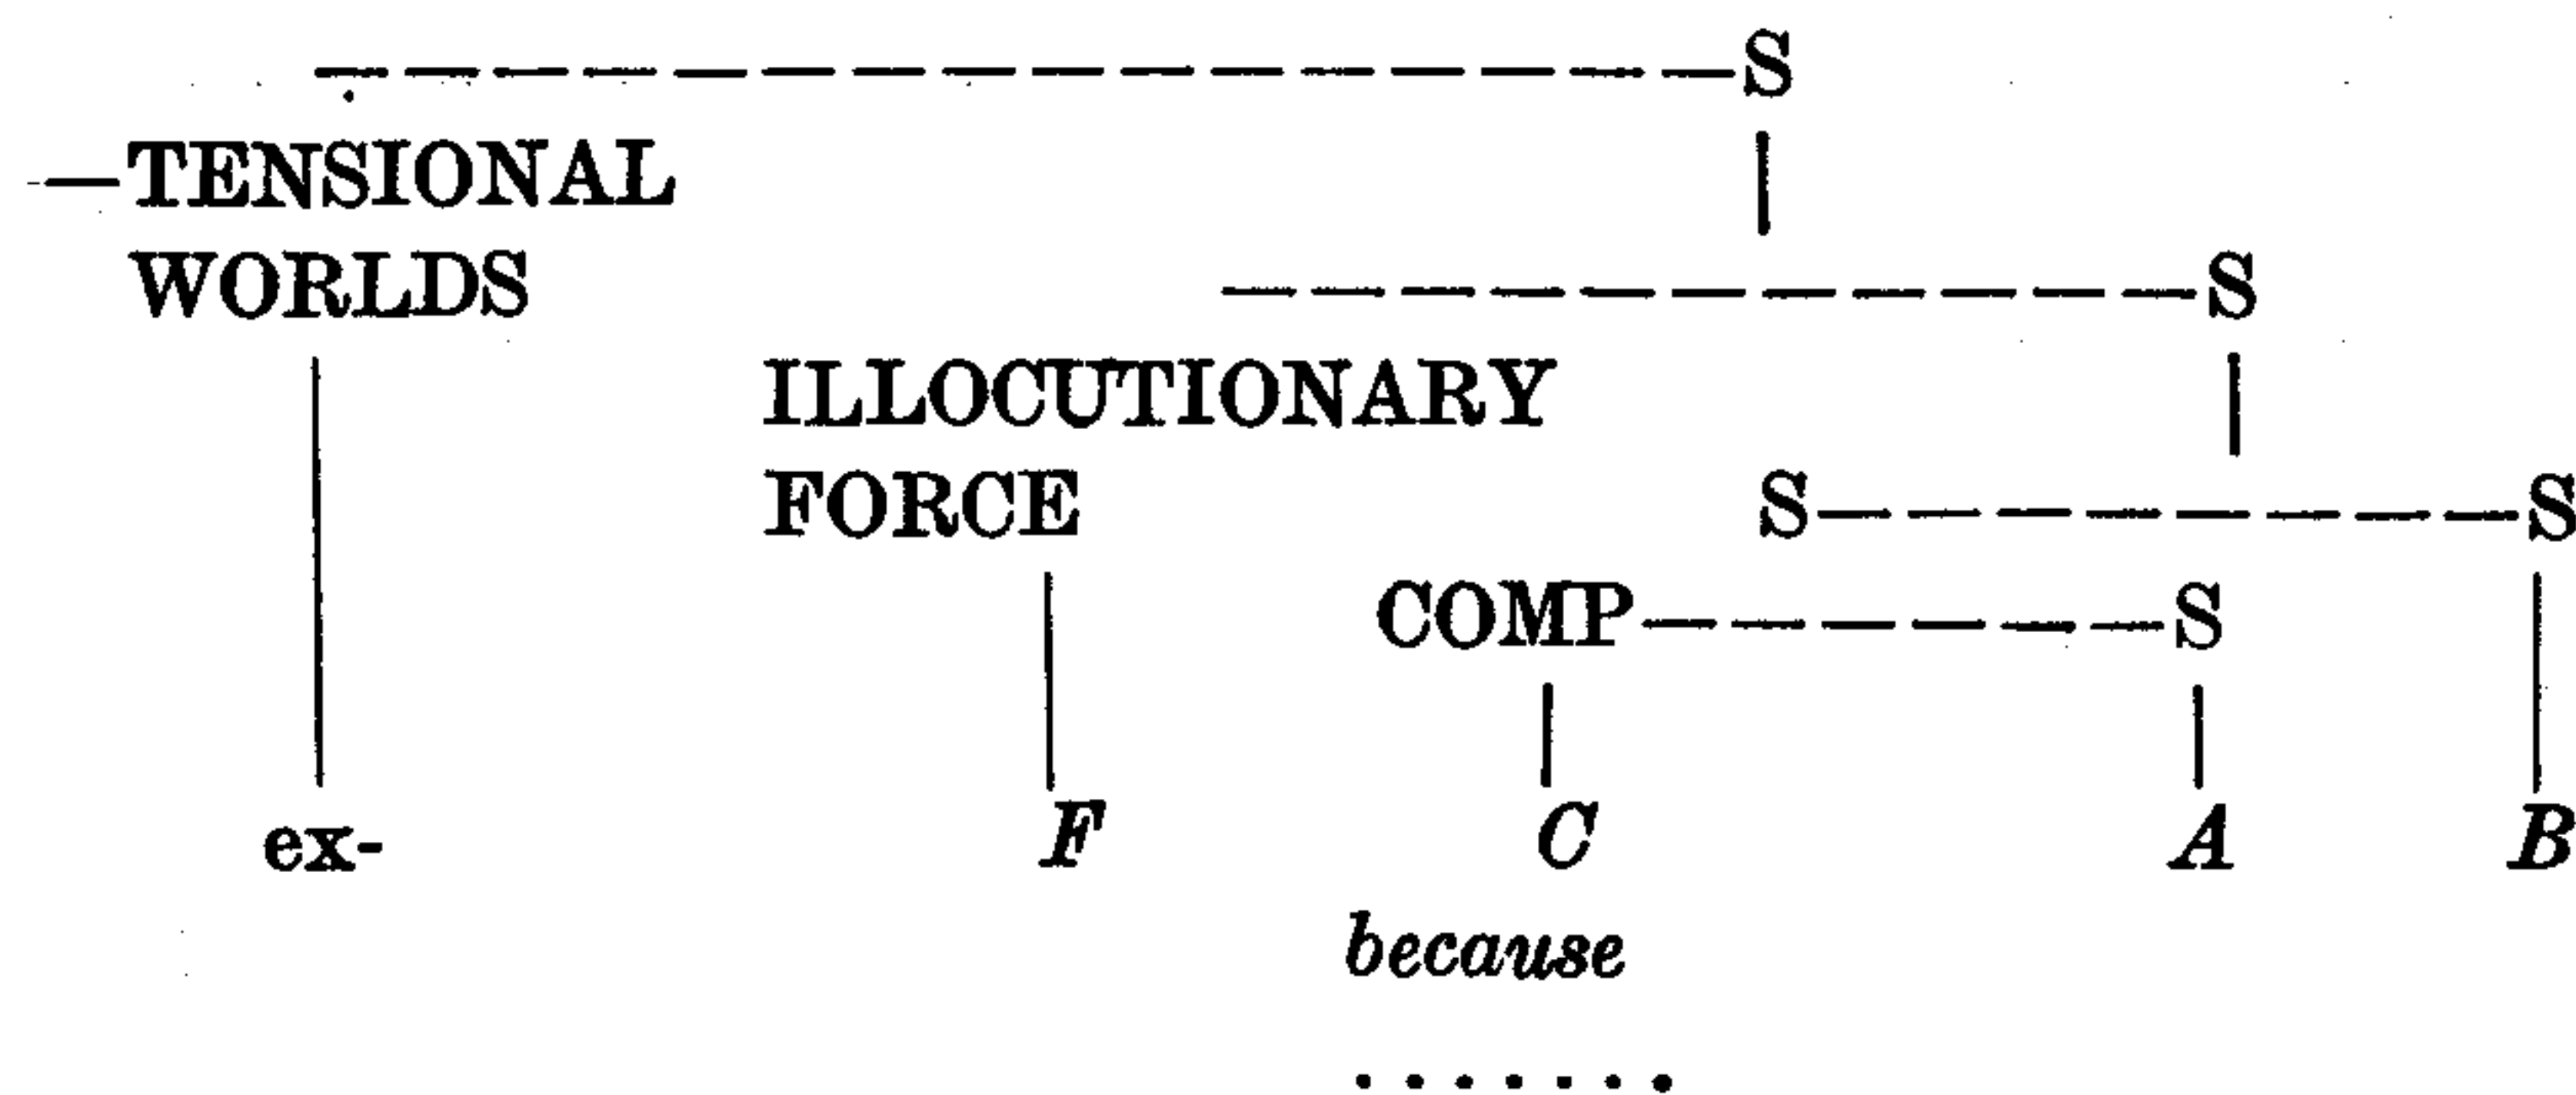 S
—TENSIONAL
WORLDS S
ILLOCUTIONARY
FORCE S S
COMP S
ex- F C A B
because
.......